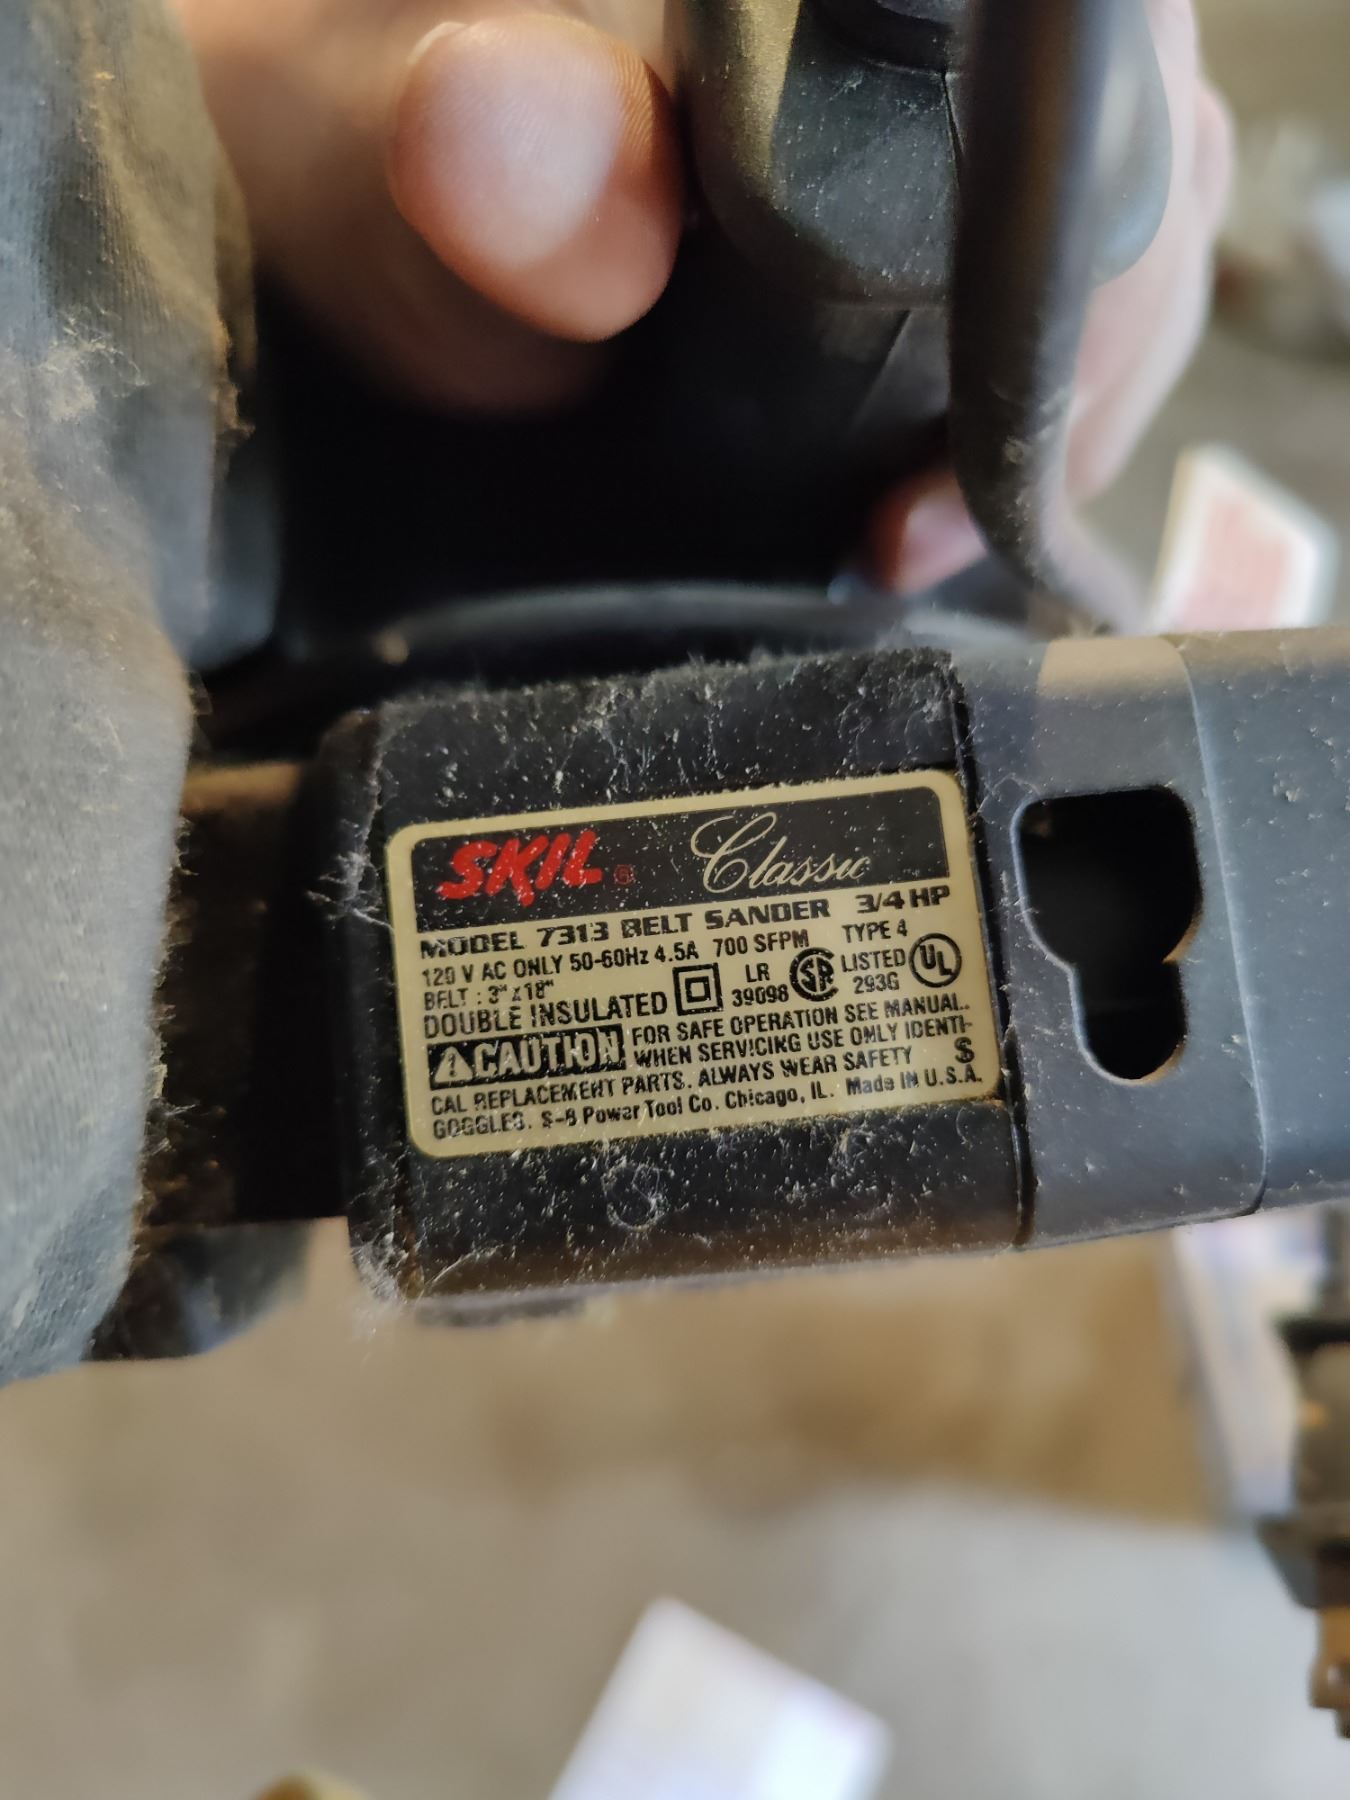 SKIL® Classic
MODEL 7313 BELT SANDER 3/4 HP
120 V AC ONLY 50-60Hz 4.5A 700 SFPM TYPE 4
BELT : 3" x 18" LR 39098 LISTED 293G UL
DOUBLE INSULATED
CAUTION FOR SAFE OPERATION SEE MANUAL.
WHEN SERVICING USE ONLY IDENTI-
CAL REPLACEMENT PARTS. ALWAYS WEAR SAFETY S
GOGGLES. S-B Power Tool Co. Chicago, IL. Made IN U.S.A.